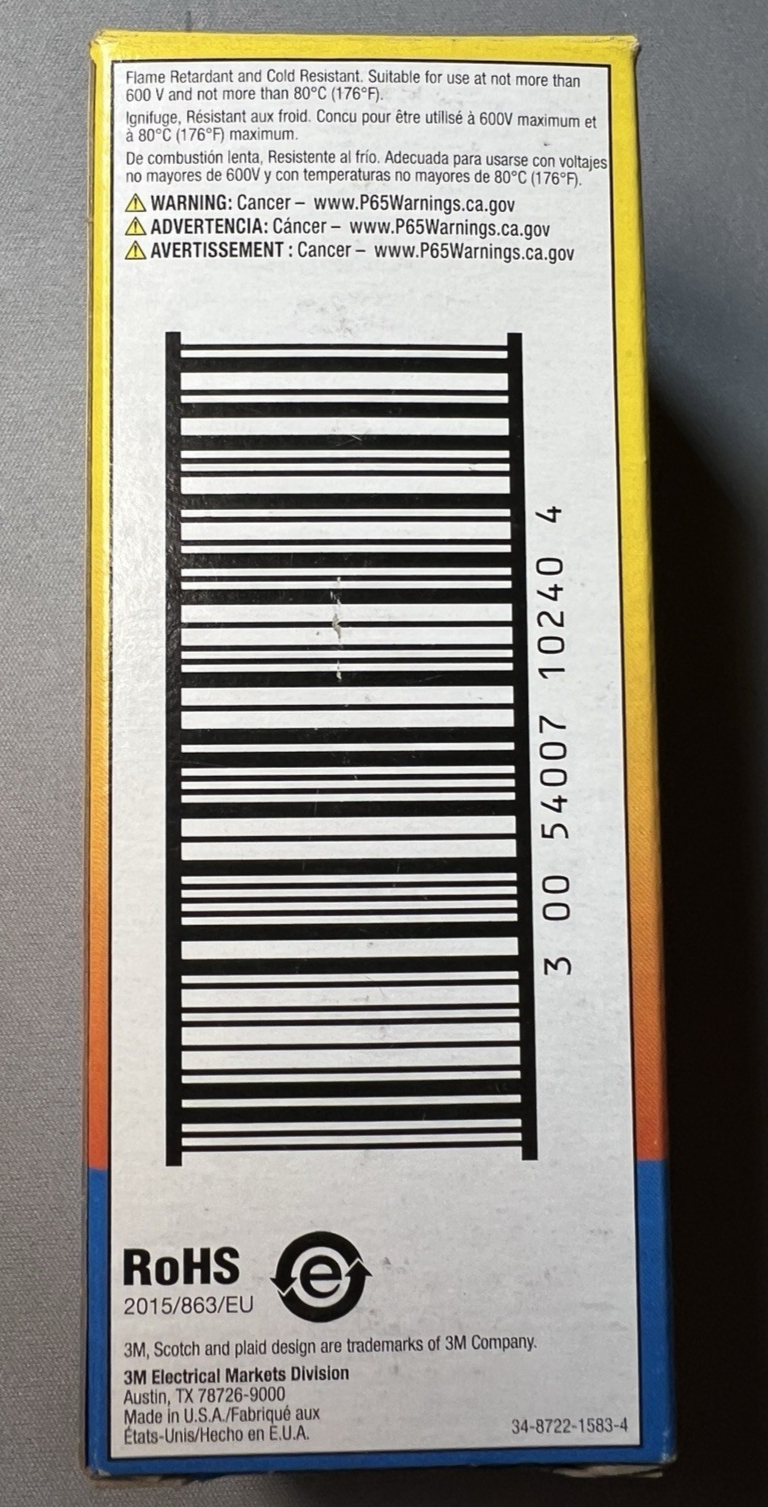 Flame Retardant and Cold Resistant. Suitable for use at not more than
600 V and not more than 80°C (176°F).
Ignifuge, Résistant aux froid. Concu pour être utilisé à 600V maximum et
à 80°C (176°F) maximum.
De combustión lenta, Resistente al frío. Adecuada para usarse con voltajes
no mayores de 600V y con temperaturas no mayores de 80°C (176°F).
⚠ WARNING: Cancer – www.P65Warnings.ca.gov
⚠ ADVERTENCIA: Cáncer – www.P65Warnings.ca.gov
⚠ AVERTISSEMENT : Cancer – www.P65Warnings.ca.gov
3 00 54007 10240 4
RoHS
2015/863/EU
e
3M, Scotch and plaid design are trademarks of 3M Company.
3M Electrical Markets Division
Austin, TX 78726-9000
Made in U.S.A./Fabriqué aux
États-Unis/Hecho en E.U.A.
34-8722-1583-4